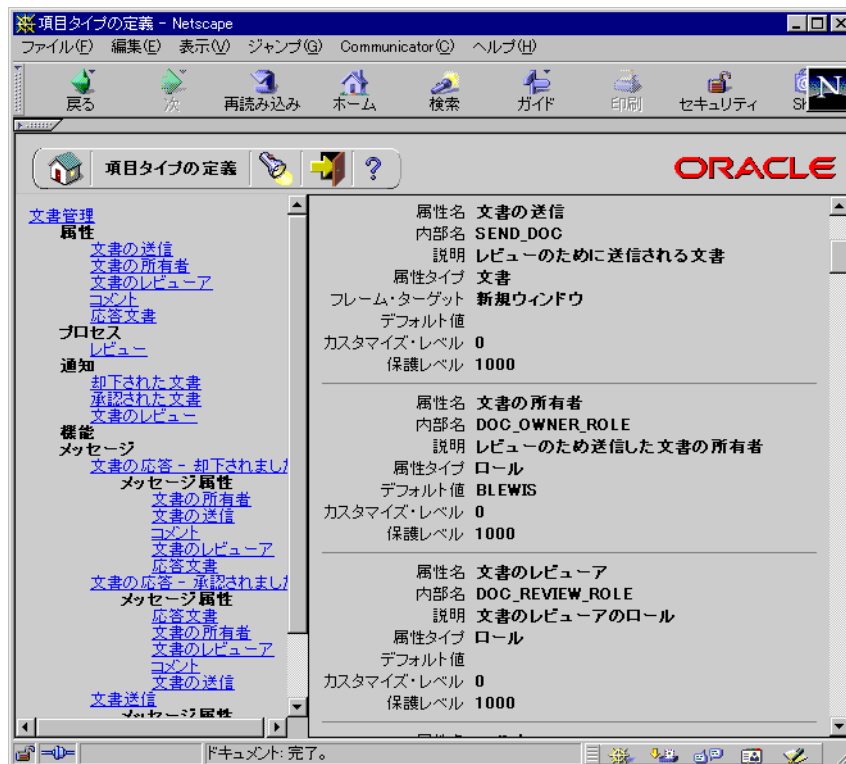 項目タイプの定義 - Netscape
ファイル(F) 編集(E) 表示(V) ジャンプ(G) Communicator(C) ヘルプ(H)
戻る 次 再読み込み ホーム 検索 ガイド 印刷 セキュリティ
N
項目タイプの定義 ? ORACLE
文書管理
属性
文書の送信
文書の所有者
文書のレビューア
コメント
応答文書
プロセス
レビュー
通知
却下された文書
承認された文書
文書のレビュー
機能
メッセージ
文書の応答 - 却下されまし
メッセージ属性
文書の所有者
文書の送信
コメント
文書のレビューア
応答文書
文書の応答 - 承認されまし
メッセージ属性
応答文書
文書の所有者
文書のレビューア
コメント
文書の送信
文書送信
メッセージ属性
属性名 文書の送信
内部名 SEND_DOC
説明 レビューのために送信される文書
属性タイプ 文書
フレーム・ターゲット 新規ウィンドウ
デフォルト値
カスタマイズ・レベル 0
保護レベル 1000
属性名 文書の所有者
内部名 DOC_OWNER_ROLE
説明 レビューのため送信した文書の所有者
属性タイプ ロール
デフォルト値 BLEWIS
カスタマイズ・レベル 0
保護レベル 1000
属性名 文書のレビューア
内部名 DOC_REVIEW_ROLE
説明 文書のレビューアのロール
属性タイプ ロール
デフォルト値
カスタマイズ・レベル 0
保護レベル 1000
ドキュメント: 完了。